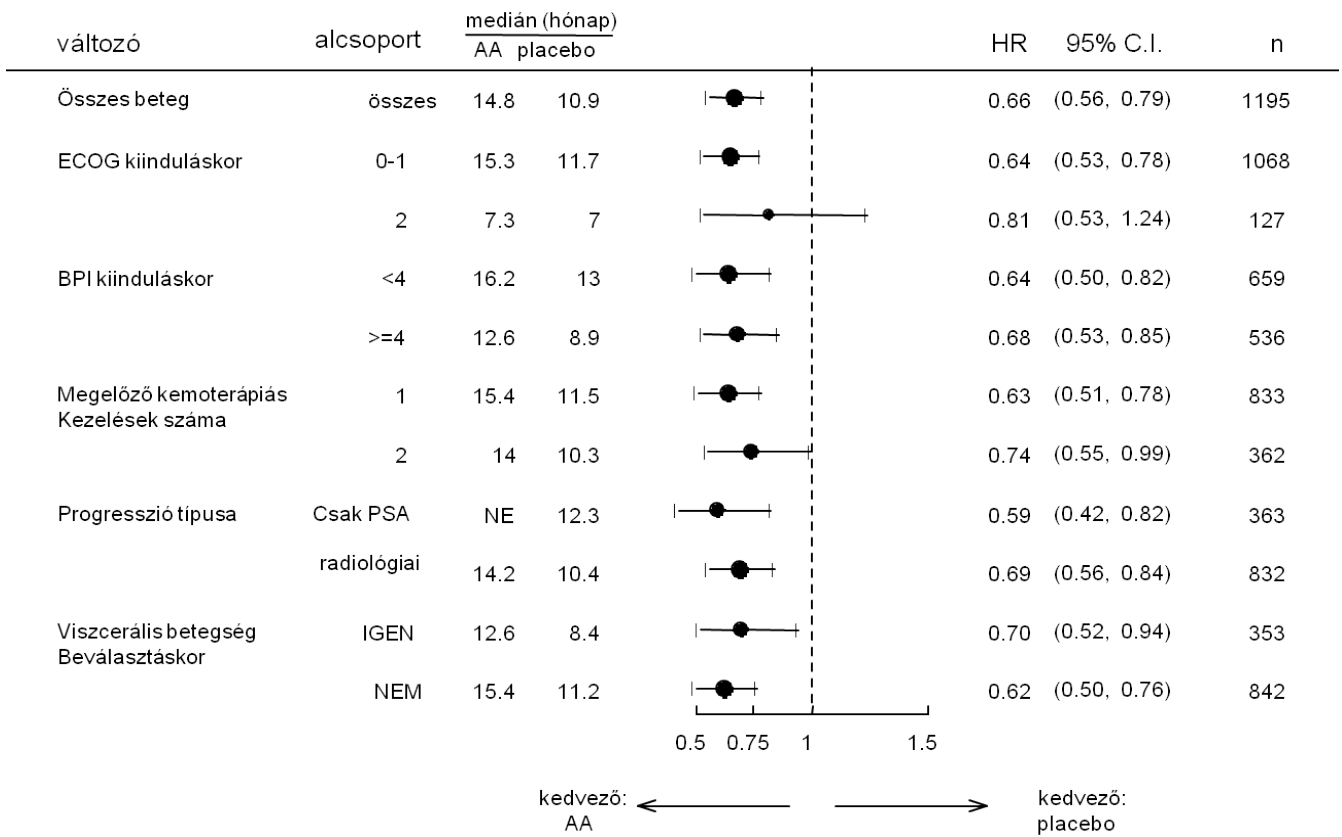 változó alcsoport medián (hónap) HR 95% C.I. n
AA placebo
Összes beteg összes 14.8 10.9 0.66 (0.56, 0.79) 1195
ECOG kiinduláskor 0-1 15.3 11.7 0.64 (0.53, 0.78) 1068
2 7.3 7 0.81 (0.53, 1.24) 127
BPI kiinduláskor <4 16.2 13 0.64 (0.50, 0.82) 659
>=4 12.6 8.9 0.68 (0.53, 0.85) 536
Megelőző kemoterápiás 1 15.4 11.5 0.63 (0.51, 0.78) 833
Kezelések száma
2 14 10.3 0.74 (0.55, 0.99) 362
Progresszió típusa Csak PSA NE 12.3 0.59 (0.42, 0.82) 363
radiológiai 14.2 10.4 0.69 (0.56, 0.84) 832
Viszcerális betegség IGEN 12.6 8.4 0.70 (0.52, 0.94) 353
Beválasztáskor
NEM 15.4 11.2 0.62 (0.50, 0.76) 842
0.5 0.75 1 1.5
kedvező: kedvező:
AA placebo